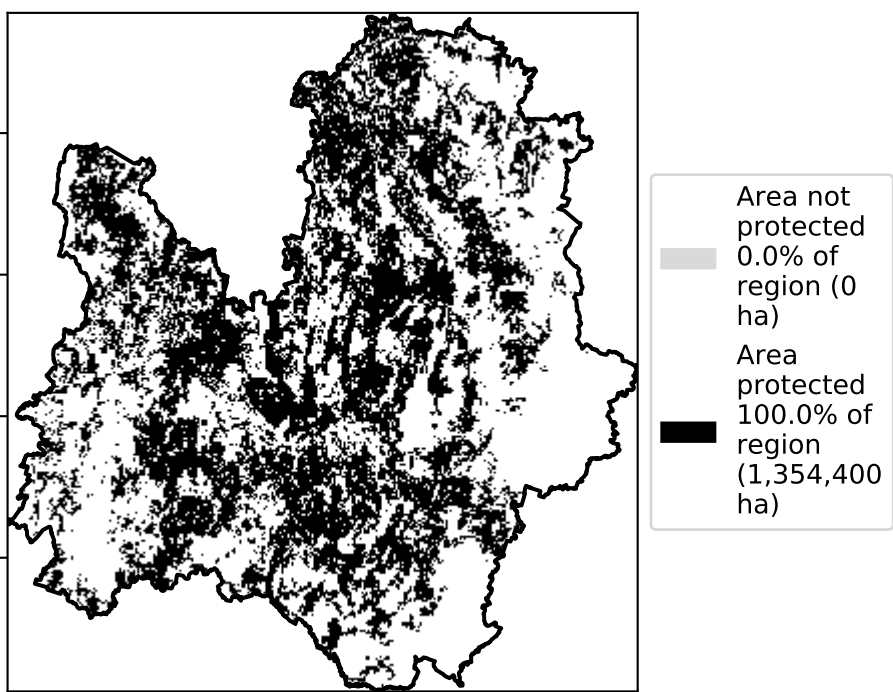 Area not
protected
0.0% of
region (0
ha)
Area
protected
100.0% of
region
(1,354,400
ha)